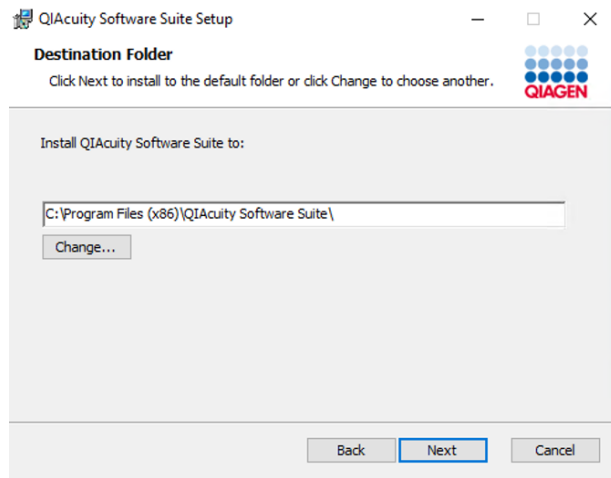 QIAcuity Software Suite Setup
Destination Folder
Click Next to install to the default folder or click Change to choose another.
QIAGEN
Install QIAcuity Software Suite to:
C:\Program Files (x86)\QIAcuity Software Suite\
Change...
Back Next Cancel